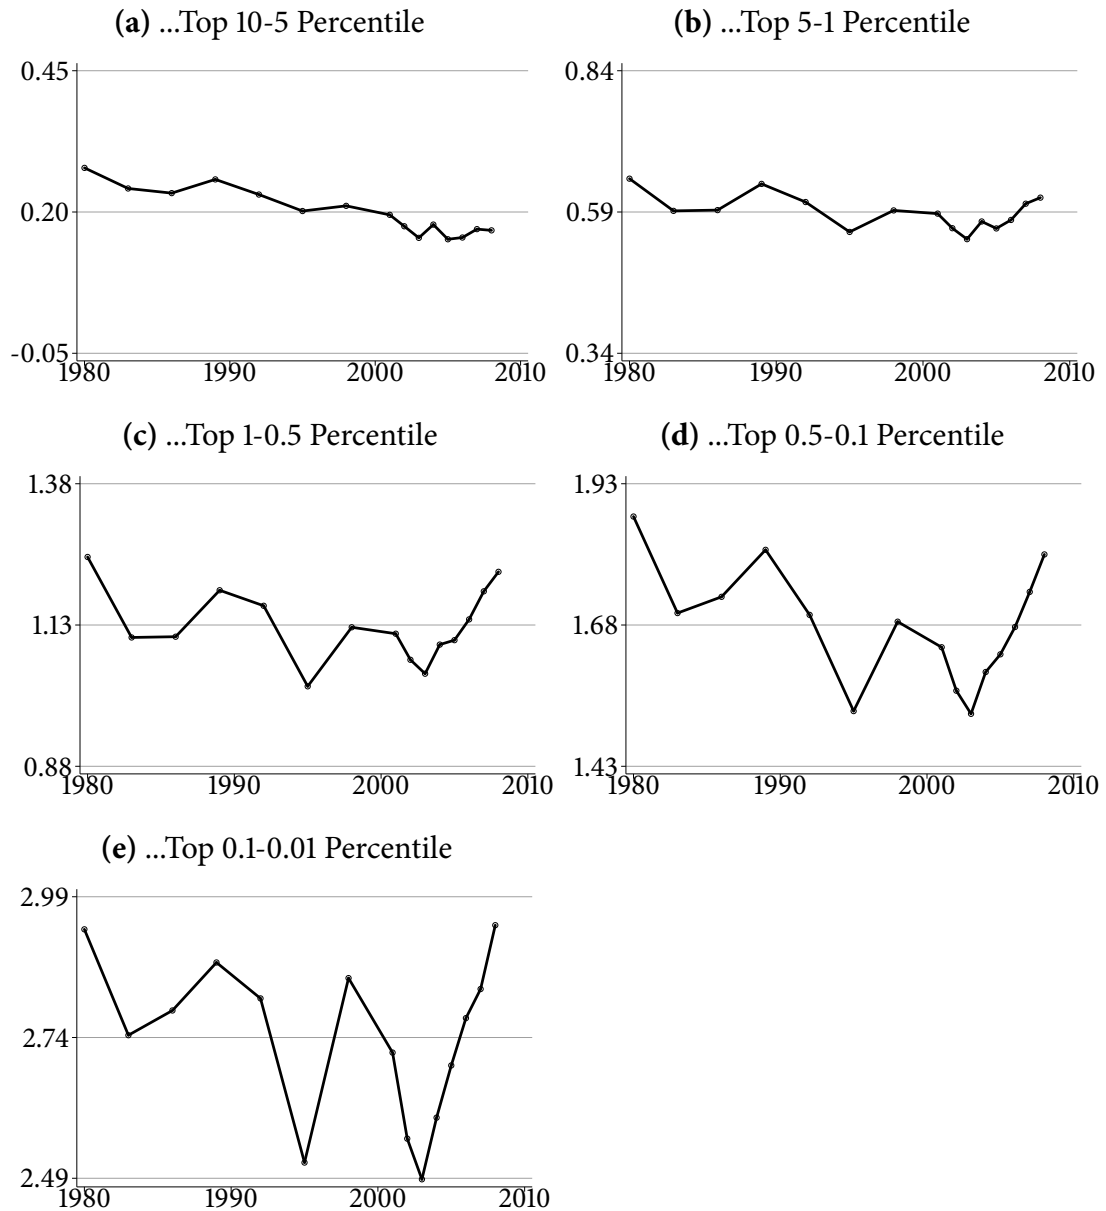 (a) ...Top 10-5 Percentile
0.45
0.20
-0.05
1980 1990 2000 2010
(b) ...Top 5-1 Percentile
0.84
0.59
0.34
1980 1990 2000 2010
(c) ...Top 1-0.5 Percentile
1.38
1.13
0.88
1980 1990 2000 2010
(d) ...Top 0.5-0.1 Percentile
1.93
1.68
1.43
1980 1990 2000 2010
(e) ...Top 0.1-0.01 Percentile
2.99
2.74
2.49
1980 1990 2000 2010